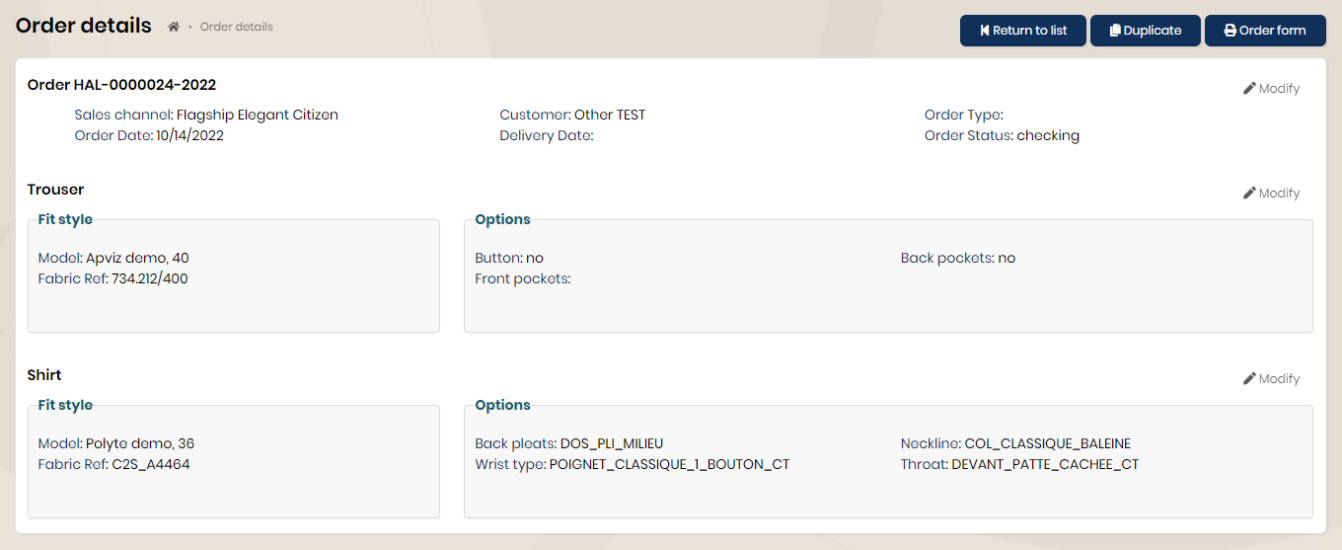 Order details · Order details
Return to list Duplicate Order form
Order HAL-0000024-2022
Modify
Sales channel: Flagship Elegant Citizen Customer: Other TEST Order Type:
Order Date: 10/14/2022 Delivery Date: Order Status: checking
Trouser
Modify
Fit style
Model: Apviz demo, 40
Fabric Ref: 734.212/400
Options
Button: no Back pockets: no
Front pockets:
Shirt
Modify
Fit style
Model: Polyte demo, 36
Fabric Ref: C2S_A4464
Options
Back pleats: DOS_PLI_MILIEU Neckline: COL_CLASSIQUE_BALEINE
Wrist type: POIGNET_CLASSIQUE_1_BOUTON_CT Throat: DEVANT_PATTE_CACHEE_CT